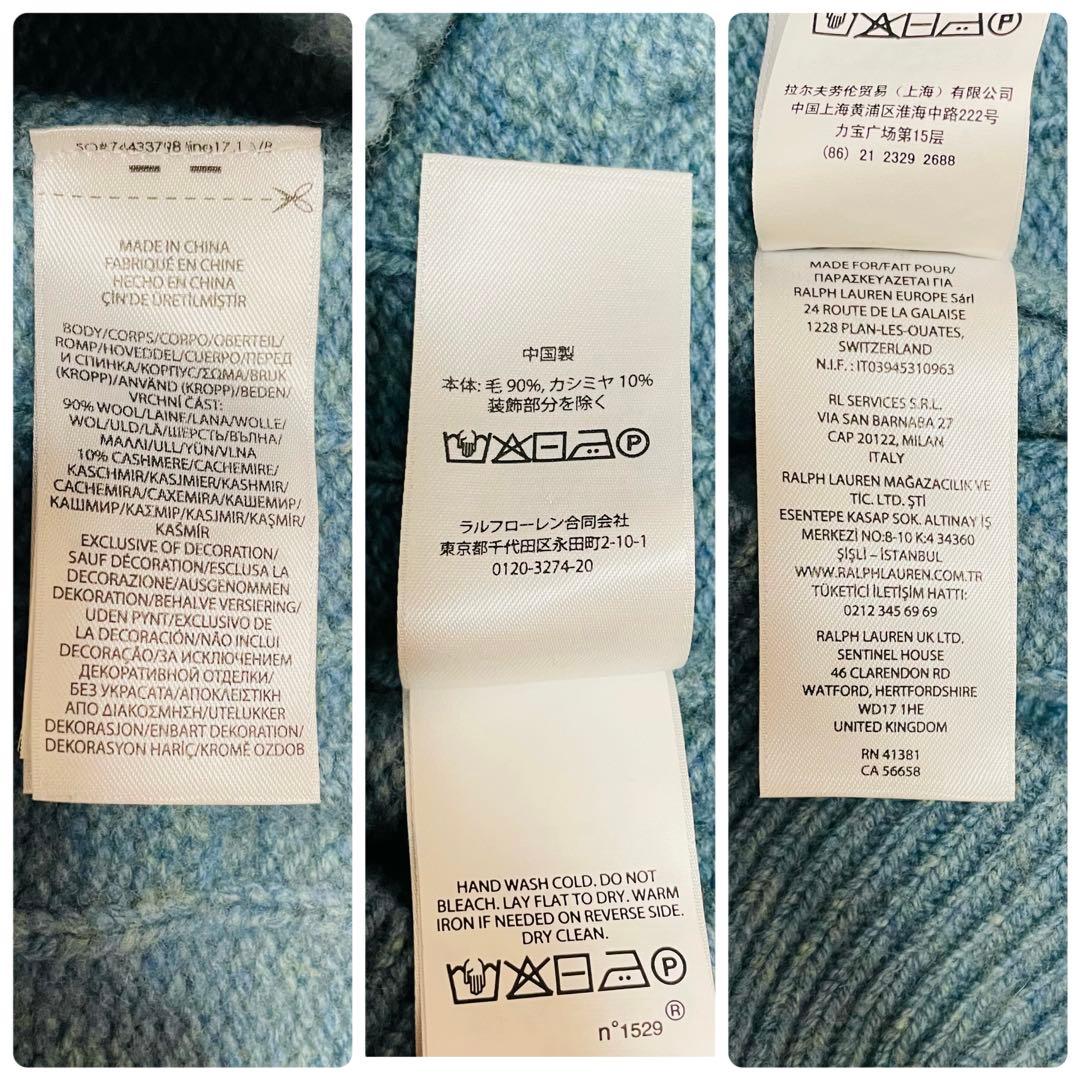 MADE IN CHINA
FABRIQUÉ EN CHINE
HECHO EN CHINA
ÇİN'DE ÜRETİLMİŞTİR
BODY/CORPS/CORPO/OBERTEIL/
ROMP/HOVEDDEL/CUERPO/ПЕРЕД
И СПИНКА/КОРПУС/ΣΩΜΑ/BRUK
(KROPP)/ANVÄND (KROPP)/BEDEN/
VRCHNÍ ČÁST:
90% WOOL/LAINE/LANA/WOLLE/
WOL/ULD/LÃ/ШЕРСТЬ/ВЪЛНА/
ΜΑΛΛΙ/ULL/YÜN/VLNA
10% CASHMERE/CACHEMIRE/
KASCHMIR/KASJMIER/KASHMIR/
CACHEMIRA/CAXEMIRA/КАШЕМИР/
КАШМИР/ΚΑΣΜΙΡ/KASJMIR/KAŞMİR/
KAŠMÍR
EXCLUSIVE OF DECORATION/
SAUF DÉCORATION/ESCLUSA LA
DECORAZIONE/AUSGENOMMEN
DEKORATION/BEHALVE VERSIERING/
UDEN PYNT/EXCLUSIVO DE
LA DECORACIÓN/NÃO INCLUI
DECORAÇÃO/ЗА ИСКЛЮЧЕНИЕМ
ДЕКОРАТИВНОЙ ОТДЕЛКИ/
БЕЗ УКРАСАТА/ΑΠΟΚΛΕΙΣΤΙΚΗ
ΑΠΟ ΔΙΑΚΟΣΜΗΣΗ/UTELUKKER
DEKORASJON/ENBART DEKORATION/
DEKORASYON HARİÇ/KROMĚ OZDOB
中国製
本体: 毛 90%, カシミヤ 10%
装飾部分を除く
P
ラルフローレン合同会社
東京都千代田区永田町2-10-1
0120-3274-20
HAND WASH COLD. DO NOT
BLEACH. LAY FLAT TO DRY. WARM
IRON IF NEEDED ON REVERSE SIDE.
DRY CLEAN.
P
®
n°1529
P
拉尔夫劳伦贸易（上海）有限公司
中国上海黄浦区淮海中路222号
力宝广场第15层
(86) 21 2329 2688
MADE FOR/FAIT POUR/
ΠΑΡΑΣΚΕΥΑΖΕΤΑΙ ΓΙΑ
RALPH LAUREN EUROPE Sàrl
24 ROUTE DE LA GALAISE
1228 PLAN-LES-OUATES,
SWITZERLAND
N.I.F. : IT03945310963
RL SERVICES S.R.L.
VIA SAN BARNABA 27
CAP 20122, MILAN
ITALY
RALPH LAUREN MAĞAZACILIK VE
TİC. LTD. ŞTİ
ESENTEPE KASAP SOK. ALTINAY İŞ
MERKEZİ NO:8-10 K:4 34360
ŞİŞLİ – İSTANBUL
WWW.RALPHLAUREN.COM.TR
TÜKETİCİ İLETİŞİM HATTI:
0212 345 69 69
RALPH LAUREN UK LTD.
SENTINEL HOUSE
46 CLARENDON RD
WATFORD, HERTFORDSHIRE
WD17 1HE
UNITED KINGDOM
RN 41381
CA 56658